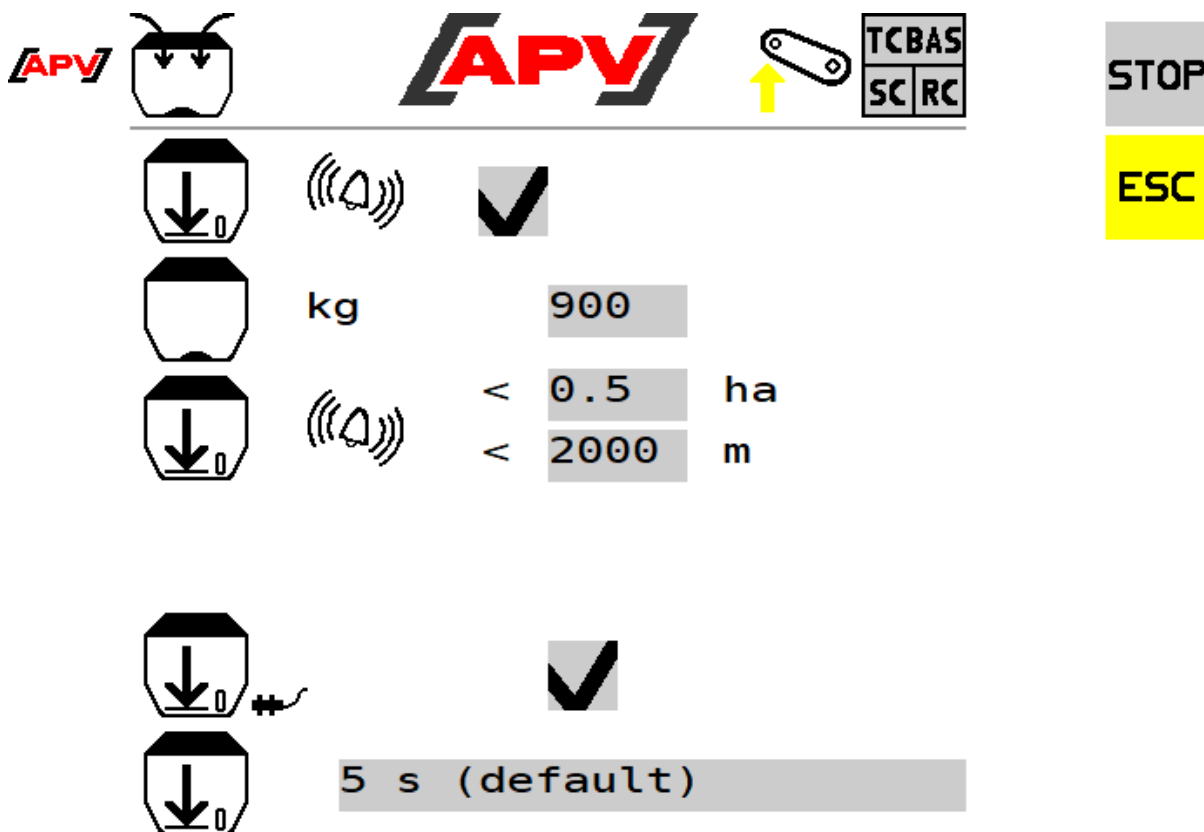 APV
APV
TCBAS
SC RC
STOP
ESC
kg 900
< 0.5 ha
< 2000 m
5 s (default)